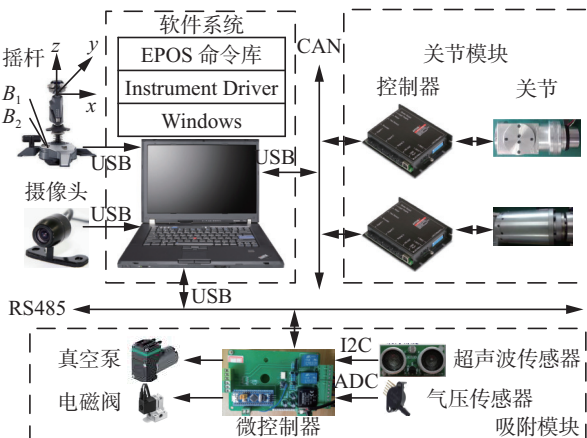 软件系统
EPOS 命令库
Instrument Driver
Windows
摇杆
z
y
x
B1
B2
USB
摄像头
USB
USB
CAN
关节模块
控制器
关节
USB
RS485
真空泵
电磁阀
I2C
ADC
微控制器
超声波传感器
气压传感器
吸附模块